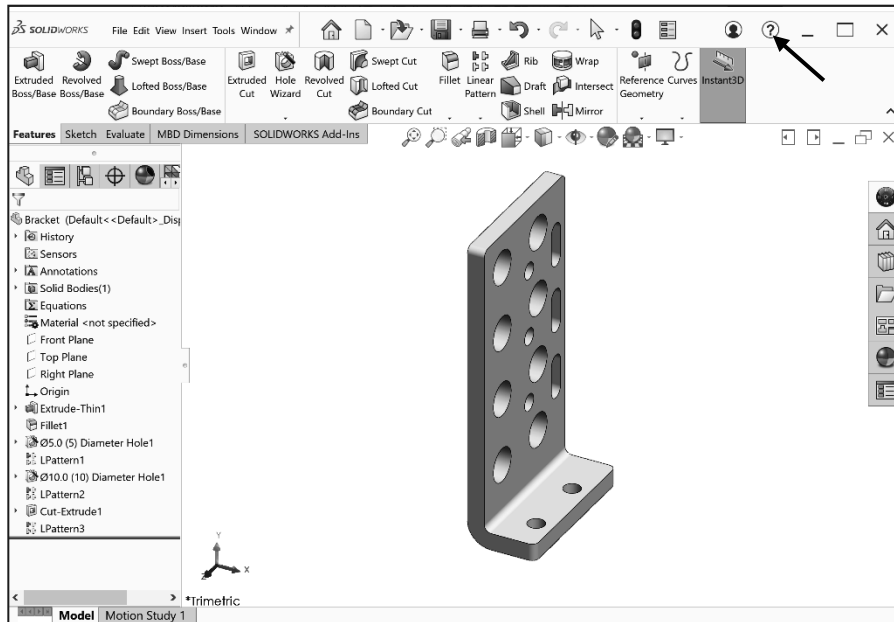 SOLIDWORKS File Edit View Insert Tools Window
Extruded Boss/Base
Revolved Boss/Base
Swept Boss/Base
Lofted Boss/Base
Boundary Boss/Base
Extruded Cut
Hole Wizard
Revolved Cut
Swept Cut
Lofted Cut
Boundary Cut
Fillet
Linear Pattern
Rib
Draft
Shell
Wrap
Intersect
Mirror
Reference Geometry
Curves
Instant3D
Features Sketch Evaluate MBD Dimensions SOLIDWORKS Add-Ins
Bracket (Default<<Default>_Disp
History
Sensors
Annotations
Solid Bodies(1)
Equations
Material <not specified>
Front Plane
Top Plane
Right Plane
Origin
Extrude-Thin1
Fillet1
Ø5.0 (5) Diameter Hole1
LPattern1
Ø10.0 (10) Diameter Hole1
LPattern2
Cut-Extrude1
LPattern3
Y
X
Z
*Trimetric
Model Motion Study 1